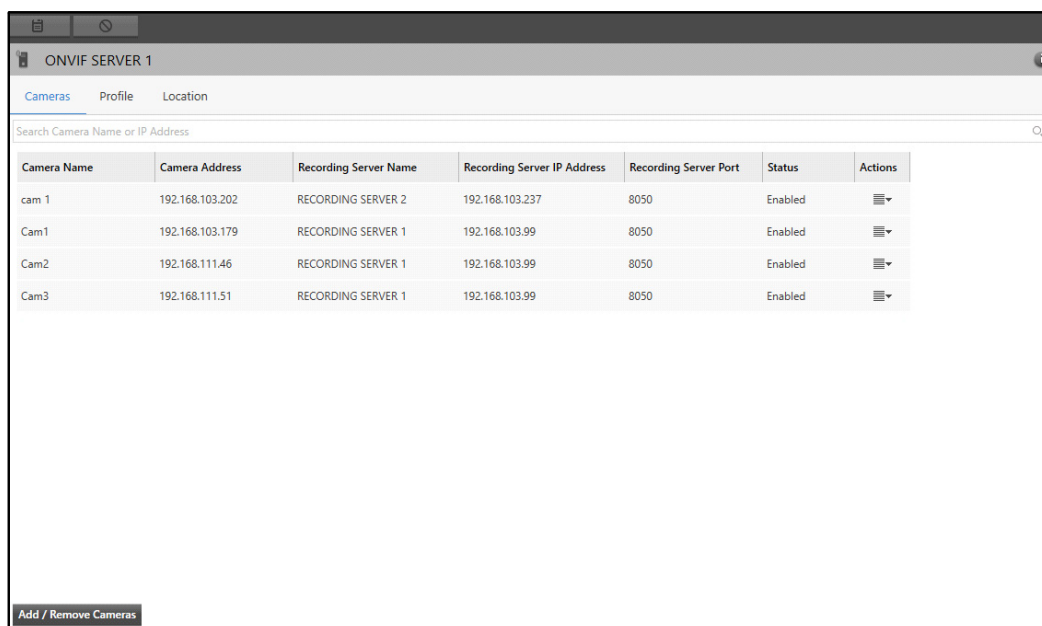 ONVIF SERVER 1
Cameras Profile Location
Search Camera Name or IP Address
Camera Name Camera Address Recording Server Name Recording Server IP Address Recording Server Port Status Actions
cam 1 192.168.103.202 RECORDING SERVER 2 192.168.103.237 8050 Enabled
Cam1 192.168.103.179 RECORDING SERVER 1 192.168.103.99 8050 Enabled
Cam2 192.168.111.46 RECORDING SERVER 1 192.168.103.99 8050 Enabled
Cam3 192.168.111.51 RECORDING SERVER 1 192.168.103.99 8050 Enabled
Add / Remove Cameras